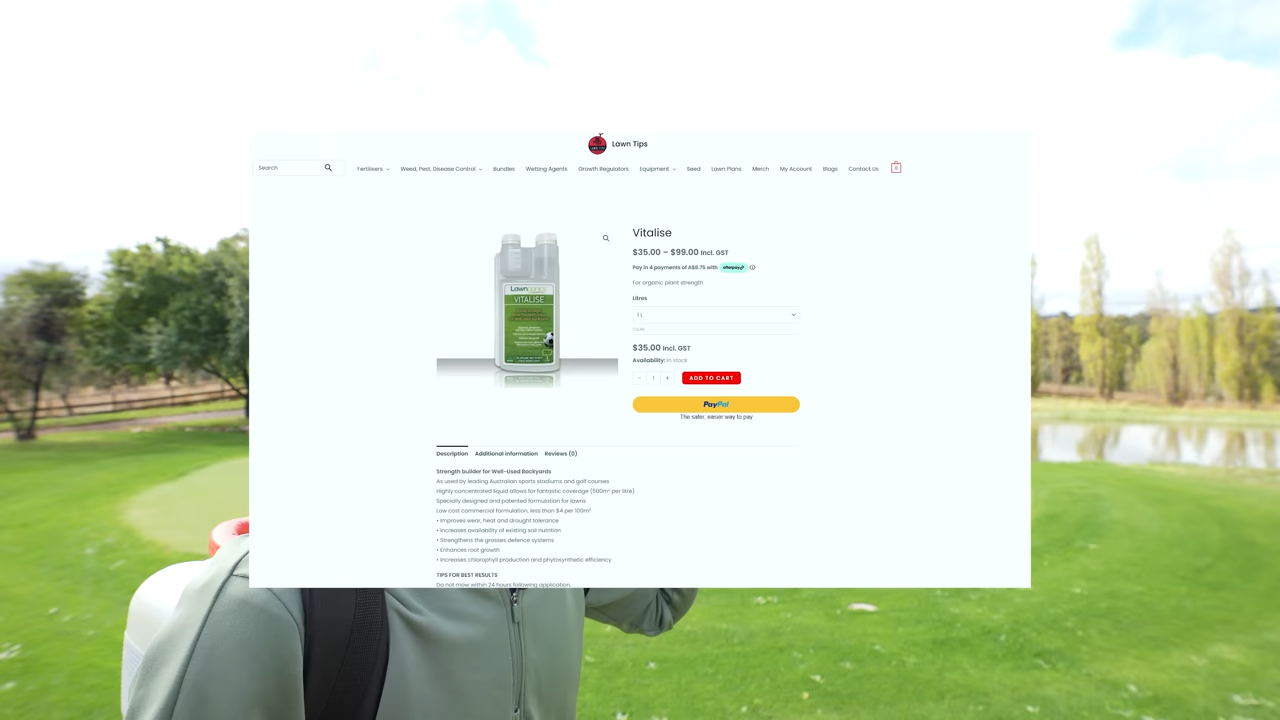 Lawn Tips
Search
Fertilisers
Weed, Pest, Disease Control
Bundles
Wetting Agents
Growth Regulators
Equipment
Seed
Lawn Plans
Merch
My Account
Blogs
Contact Us
0
Vitalise
$35.00 – $99.00 Incl. GST
Pay in 4 payments of A$8.75 with afterpay
For organic plant strength
Litres
1 L
CLEAR
$35.00 Incl. GST
Availability: In stock
- 1 +
ADD TO CART
PayPal
The safer, easier way to pay
VITALISE
Description
Additional information
Reviews (0)
Strength builder for Well-Used Backyards
As used by leading Australian sports stadiums and golf courses
Highly concentrated liquid allows for fantastic coverage (500m² per litre)
Specially designed and patented formulation for lawns
Low cost commercial formulation, less than $4 per 100m²
• Improves wear, heat and drought tolerance
• Increases availability of existing soil nutrition
• Strengthens the grasses defence systems
• Enhances root growth
• Increases chlorophyll production and phytosynthetic efficiency
TIPS FOR BEST RESULTS
Do not mow within 24 hours following application.